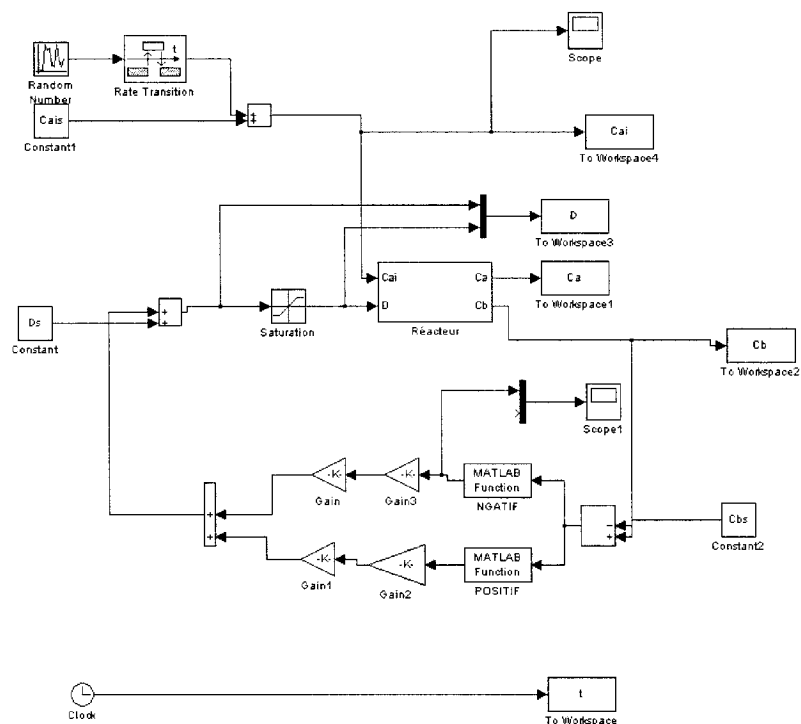 Scope
t
Random
Number
Rate Transition
Cais
Constant1
Cai
To Workspace4
D
To Workspace3
Cai
Ca
D
Cb
Réacteur
Ca
To Workspace1
Ds
Constant
+
+
Saturation
Cb
To Workspace2
Scope1
+
+
-K-
Gain
-K-
Gain3
MATLAB
Function
NGATIF
-K-
Gain1
-K-
Gain2
MATLAB
Function
POSITIF
−
+
Cbs
Constant2
Clock
t
To Workspace